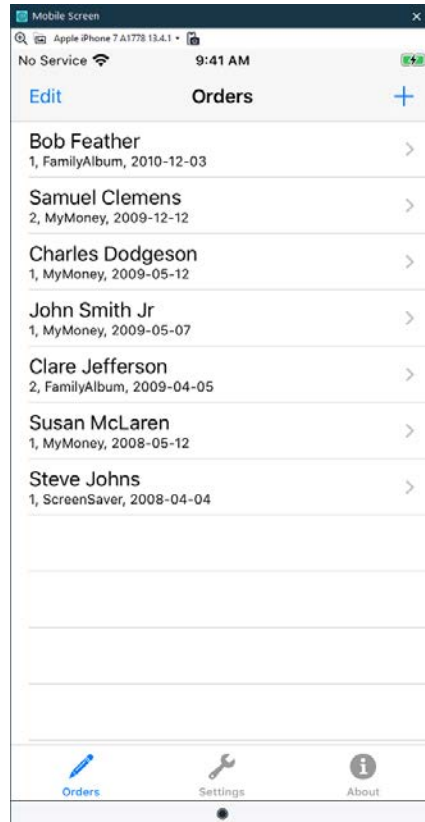 Mobile Screen
Apple iPhone 7 A1778 13.4.1
No Service 9:41 AM
Edit Orders +
Bob Feather
1, FamilyAlbum, 2010-12-03
Samuel Clemens
2, MyMoney, 2009-12-12
Charles Dodgeson
1, MyMoney, 2009-05-12
John Smith Jr
1, MyMoney, 2009-05-07
Clare Jefferson
2, FamilyAlbum, 2009-04-05
Susan McLaren
1, MyMoney, 2008-05-12
Steve Johns
1, ScreenSaver, 2008-04-04
Orders Settings About